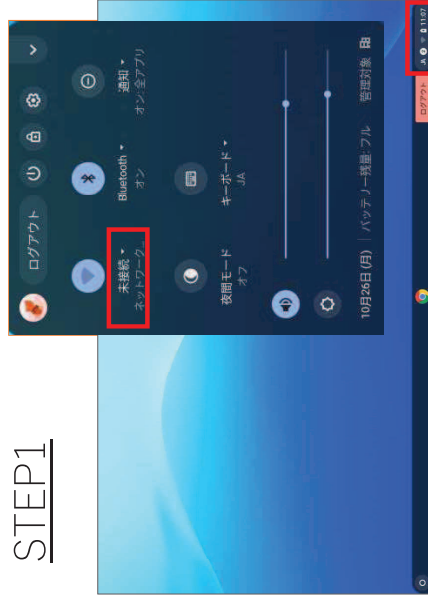 STEP1
ログアウト
未接続
ネットワーク...
Bluetooth
オン
通知
オン、全アプリ
夜間モード
オフ
キーボード
JA
10月26日 (月)
バッテリー残量: フル
管理対象
ログアウト
JA
11:07